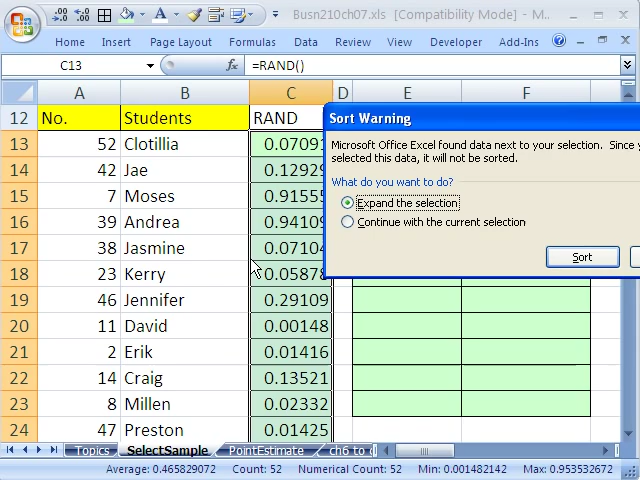 Busn210ch07.xls [Compatibility Mode] - M...
Home Insert Page Layout Formulas Data Review Developer Add-Ins
C13 =RAND()
A B C D E F
12 No. Students RAND
Sort Warning
13 52 Clotillia 0.07091
Microsoft Office Excel found data next to your selection. Since y
selected this data, it will not be sorted.
14 42 Jae 0.12929
What do you want to do?
15 7 Moses 0.91555
Expand the selection
16 39 Andrea 0.94109
Continue with the current selection
17 38 Jasmine 0.07104
Sort
18 23 Kerry 0.05878
19 46 Jennifer 0.29109
20 11 David 0.00148
21 2 Erik 0.01416
22 14 Craig 0.13521
23 8 Millen 0.02332
24 47 Preston 0.01425
Topics SelectSample PointEstimate ch6 to c
Average: 0.465829072 Count: 52 Numerical Count: 52 Min: 0.001482142 Max: 0.953532672